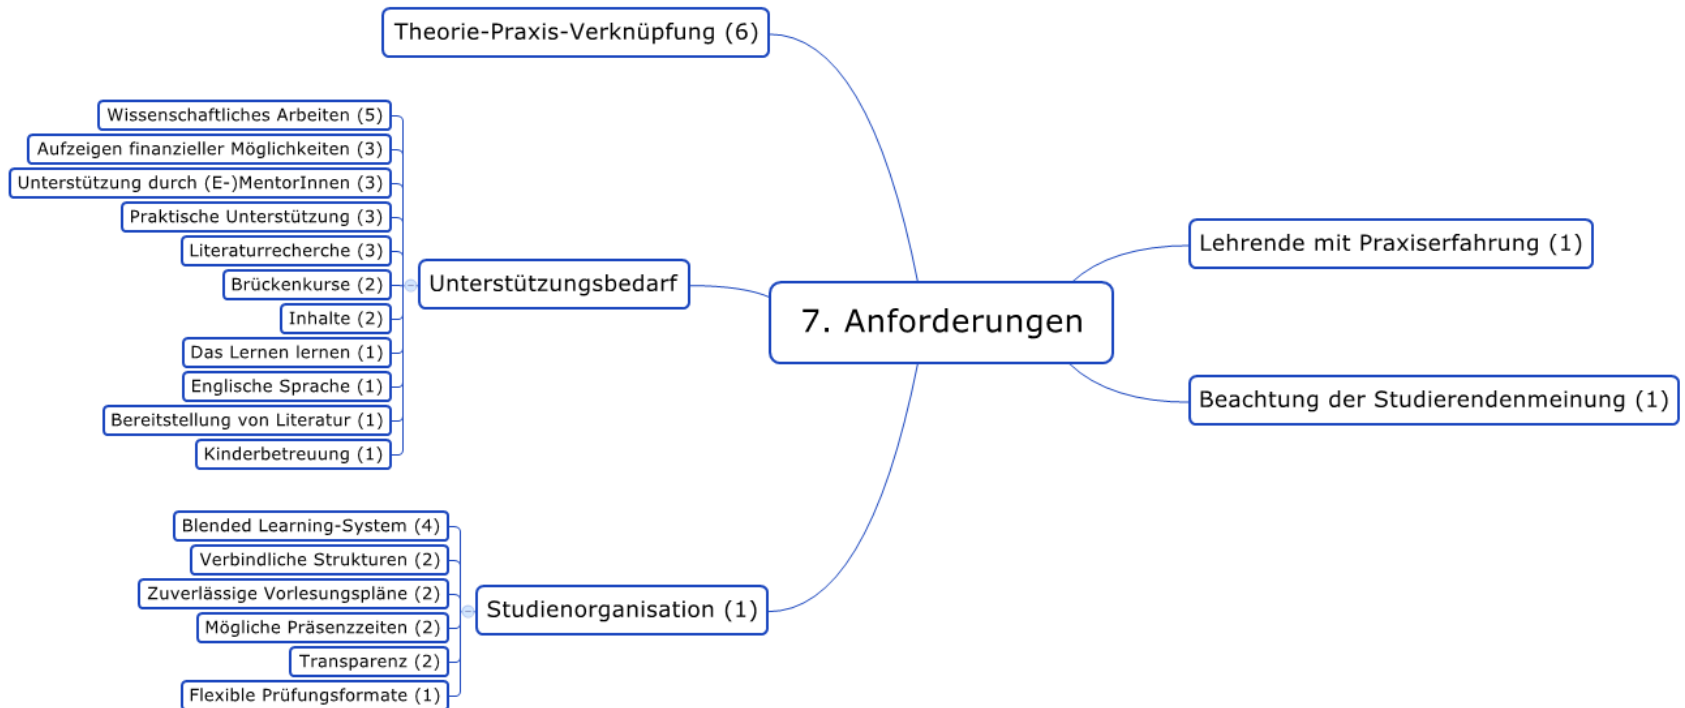 Theorie-Praxis-Verknüpfung (6)
Wissenschaftliches Arbeiten (5)
Aufzeigen finanzieller Möglichkeiten (3)
Unterstützung durch (E-)MentorInnen (3)
Praktische Unterstützung (3)
Literaturrecherche (3)
Brückenkurse (2)
Inhalte (2)
Das Lernen lernen (1)
Englische Sprache (1)
Bereitstellung von Literatur (1)
Kinderbetreuung (1)
Unterstützungsbedarf
Blended Learning-System (4)
Verbindliche Strukturen (2)
Zuverlässige Vorlesungspläne (2)
Mögliche Präsenzzeiten (2)
Transparenz (2)
Flexible Prüfungsformate (1)
Studienorganisation (1)
7. Anforderungen
Lehrende mit Praxiserfahrung (1)
Beachtung der Studierendenmeinung (1)